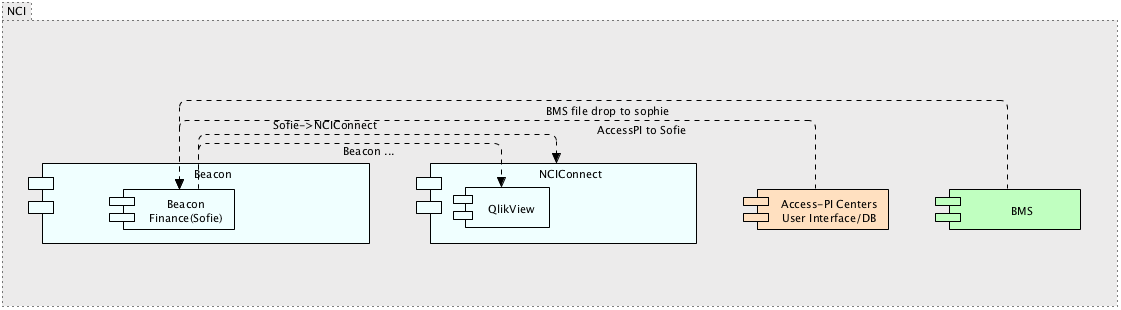 NCI
BMS file drop to sophie
Sofie->NCIConnect
AccessPI to Sofie
Beacon ...
Beacon
NCIConnect
Beacon
Finance(Sofie)
QlikView
Access-PI Centers
User Interface/DB
BMS